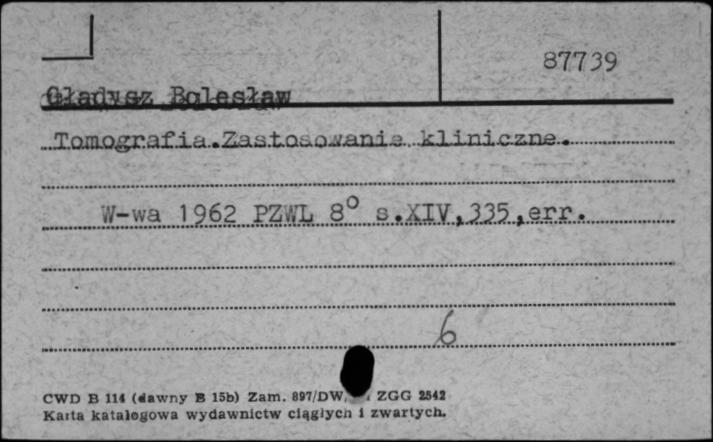 87739
Gładysz Bolesław
Tomografia.Zastosowanie kliniczne.
W-wa 1962 PZWL 8° s.XIV,335,err.
6
CWD B 114 (dawny B 15b) Zam. 897/DW, ZGG 2542
Karta katalogowa wydawnictw ciągłych i zwartych.